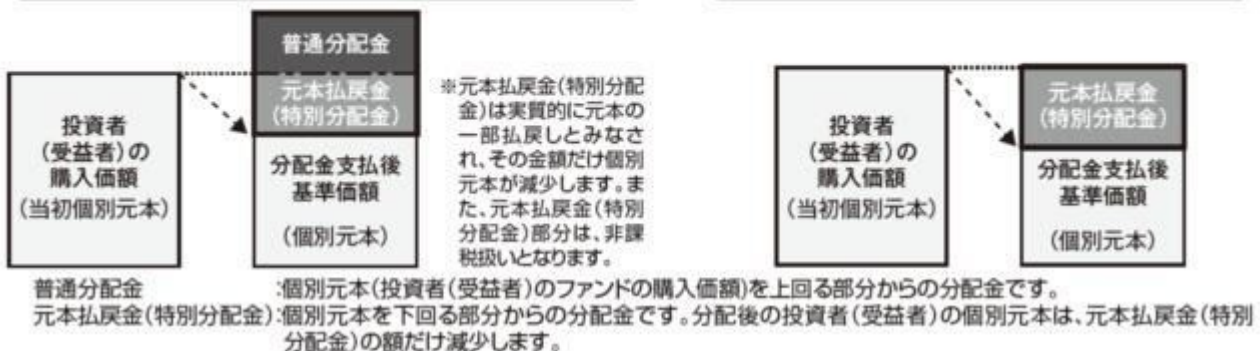 普通分配金
元本払戻金
(特別分配金)
投資者
(受益者)の
購入価額
(当初個別元本)
分配金支払後
基準価額
(個別元本)
※元本払戻金(特別分配
金)は実質的に元本の
一部払戻しとみなさ
れ、その金額だけ個別
元本が減少します。ま
た、元本払戻金(特別
分配金)部分は、非課
税扱いとなります。
投資者
(受益者)の
購入価額
(当初個別元本)
元本払戻金
(特別分配金)
分配金支払後
基準価額
(個別元本)
普通分配金 :個別元本(投資者(受益者)のファンドの購入価額)を上回る部分からの分配金です。
元本払戻金(特別分配金):個別元本を下回る部分からの分配金です。分配後の投資者(受益者)の個別元本は、元本払戻金(特別
分配金)の額だけ減少します。